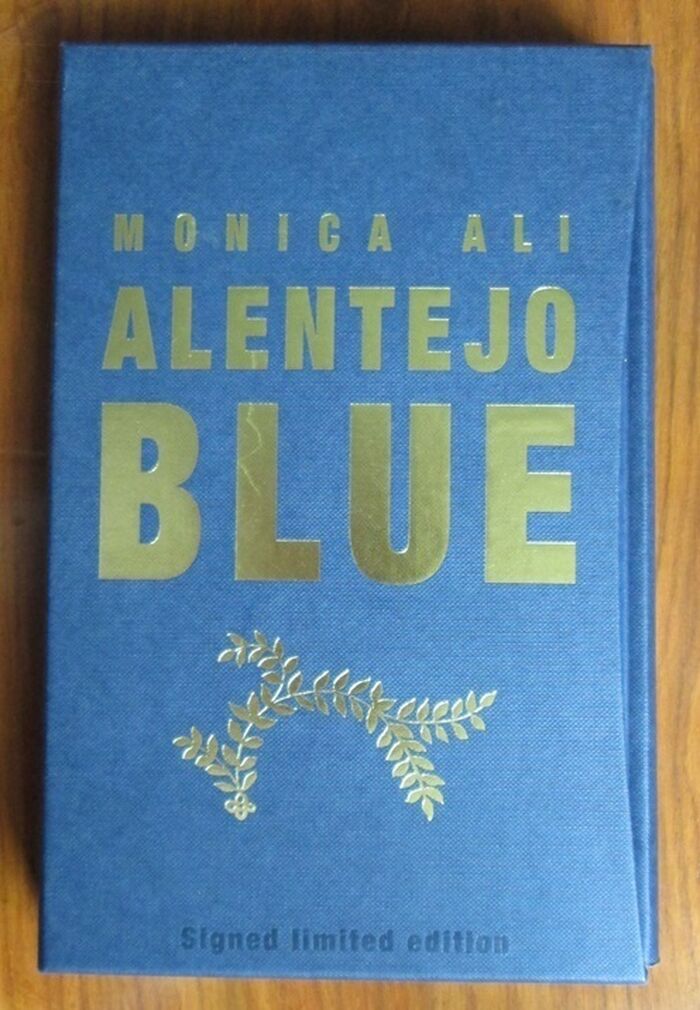 MONICA ALI
ALENTEJO
BLUE
Signed limited edition